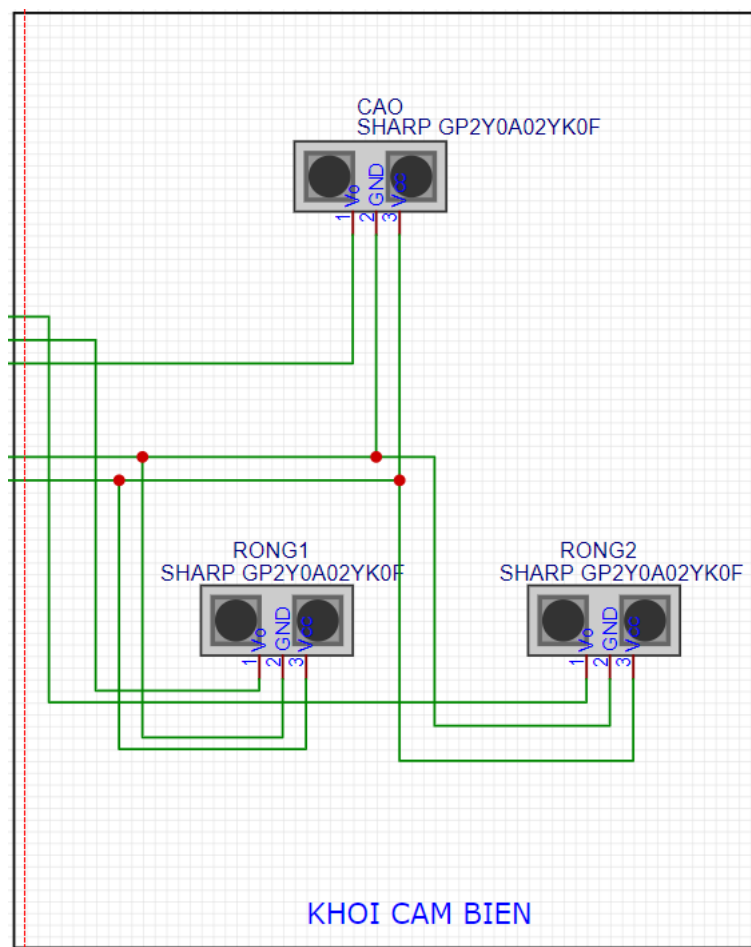 CAO
SHARP GP2Y0A02YK0F
1 Vo
2 GND
3 Vcc
RONG1
SHARP GP2Y0A02YK0F
1 Vo
2 GND
3 Vcc
RONG2
SHARP GP2Y0A02YK0F
1 Vo
2 GND
3 Vcc
KHOI CAM BIEN